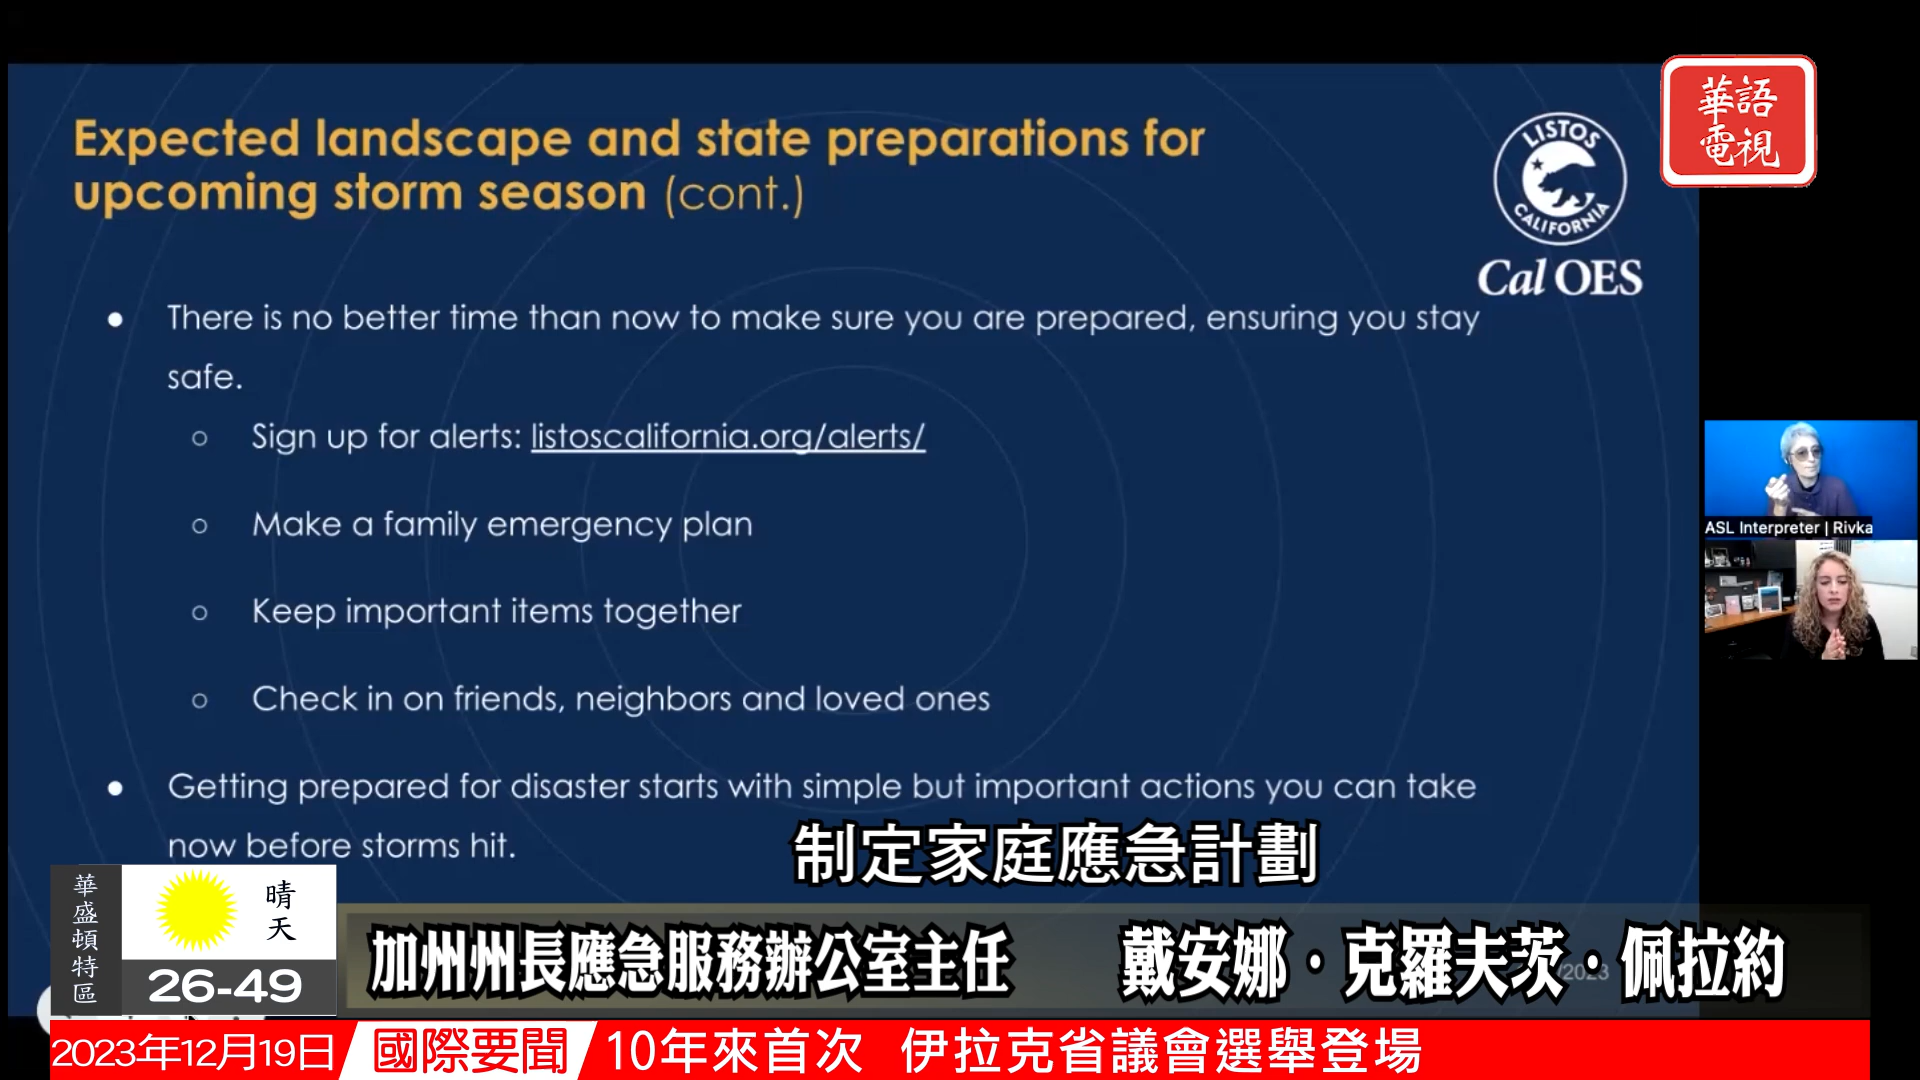 華語
電視
Expected landscape and state preparations for
upcoming storm season (cont.)
LISTOS
CALIFORNIA
Cal OES
● There is no better time than now to make sure you are prepared, ensuring you stay
safe.
○ Sign up for alerts: listoscalifornia.org/alerts/
○ Make a family emergency plan
○ Keep important items together
○ Check in on friends, neighbors and loved ones
● Getting prepared for disaster starts with simple but important actions you can take
now before storms hit.
ASL Interpreter | Rivka
制定家庭應急計劃
華盛頓特區
晴天
26-49
加州州長應急服務辦公室主任 戴安娜·克羅夫茨·佩拉約
2023年12月19日 國際要聞 10年來首次 伊拉克省議會選舉登場